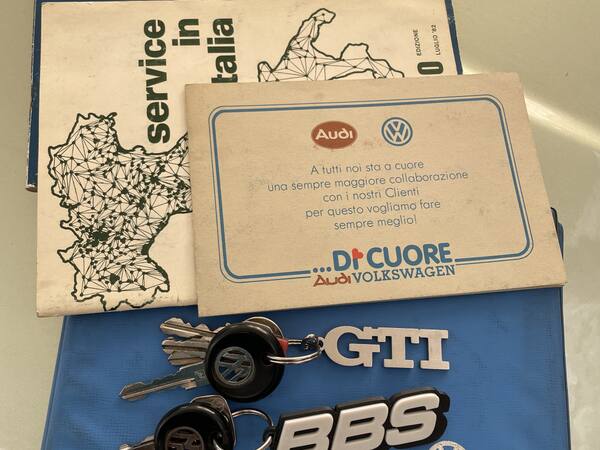 service
in
Italia
EDIZIONE
LUGLIO '82
Audi
A tutti noi sta a cuore
una sempre maggiore collaborazione
con i nostri Clienti
per questo vogliamo fare
sempre meglio!
...DI CUORE
Audi VOLKSWAGEN
GTI
BBS